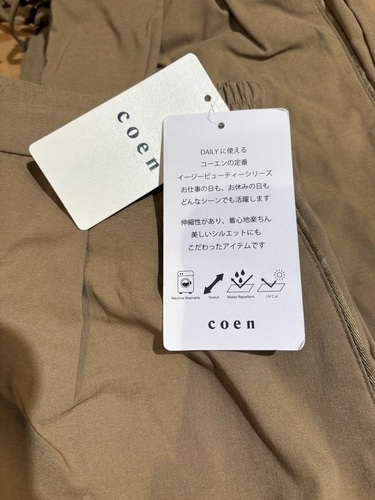 coen
DAILYに使える
コーエンの定番
イージービューティーシリーズ
お仕事の日も、お休みの日も
どんなシーンでも活躍します
伸縮性があり、着心地楽ちん
美しいシルエットにも
こだわったアイテムです
Machine Washable Stretch Water Repellent UV Cut
coen